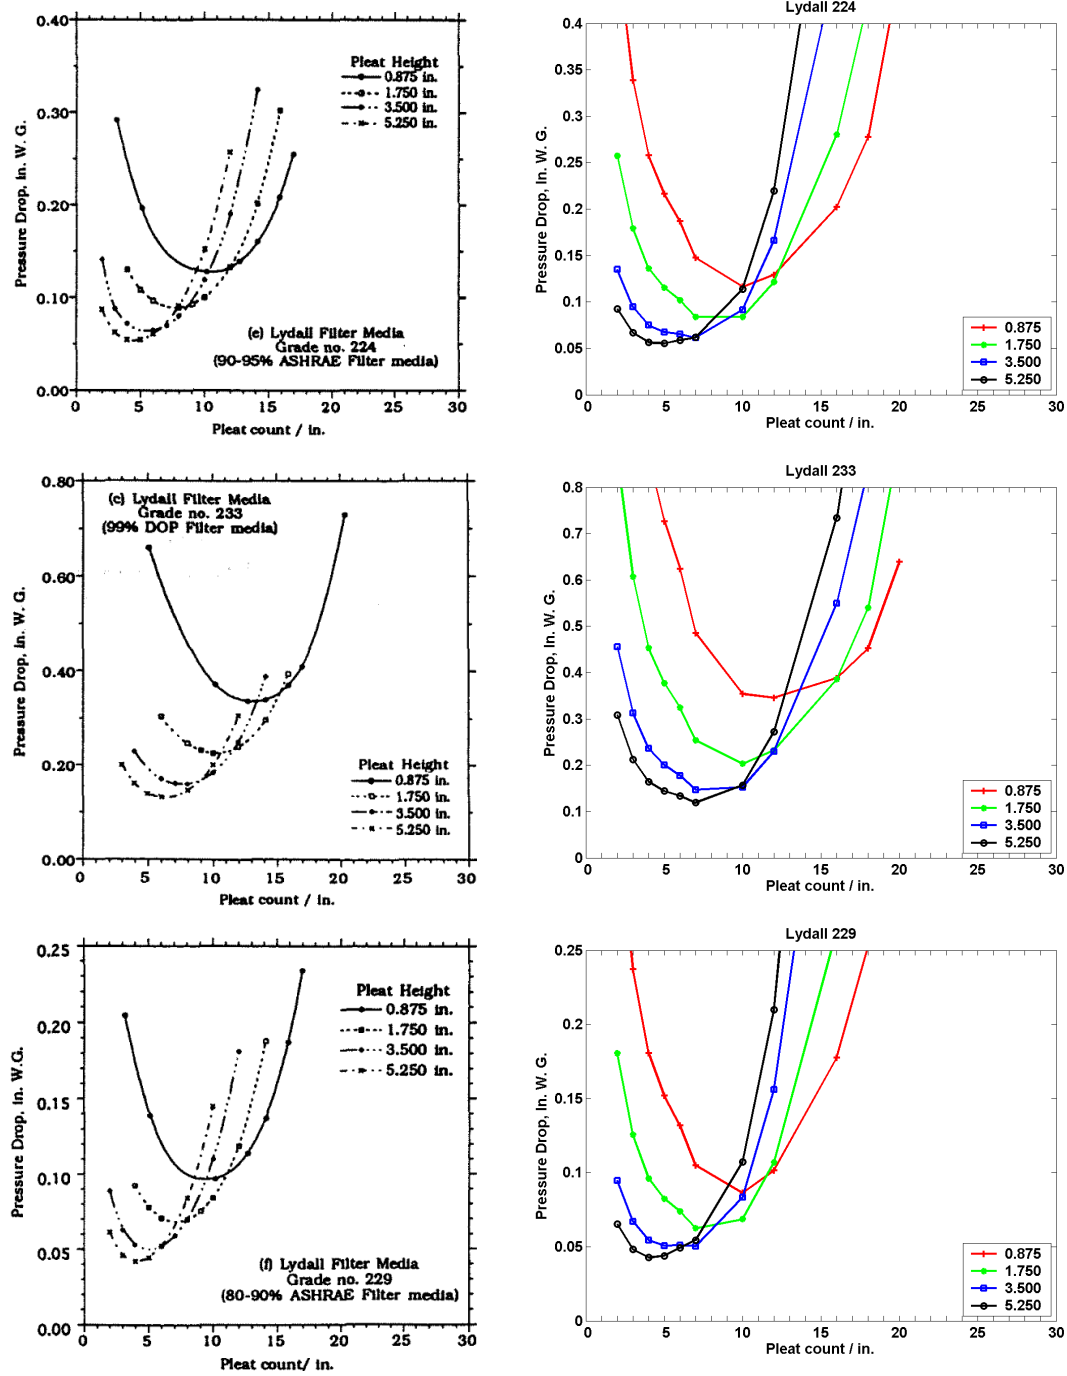 0.40
0.30
0.20
0.10
0.00
Pressure Drop, in. W. G.
Pleat Height
0.875 in.
1.750 in.
3.500 in.
5.250 in.
(e) Lydall Filter Media
Grade no. 224
(90-95% ASHRAE Filter media)
0 5 10 15 20 25 30
Pleat count / in.
Lydall 224
0.4
0.35
0.3
0.25
0.2
0.15
0.1
0.05
0
Pressure Drop, In. W. G.
0.875
1.750
3.500
5.250
0 5 10 15 20 25 30
Pleat count / in.
0.80
0.60
0.40
0.20
0.00
Pressure Drop, in. W. G.
(c) Lydall Filter Media
Grade no. 233
(99% DOP Filter media)
Pleat Height
0.875 in.
1.750 in.
3.500 in.
5.250 in.
0 5 10 15 20 25 30
Pleat count / in.
Lydall 233
0.8
0.7
0.6
0.5
0.4
0.3
0.2
0.1
0
Pressure Drop, In. W. G.
0.875
1.750
3.500
5.250
0 5 10 15 20 25 30
Pleat count / in.
0.25
0.20
0.15
0.10
0.05
0.00
Pressure Drop, in. W.G.
Pleat Height
0.875 in.
1.750 in.
3.500 in.
5.250 in.
(f) Lydall Filter Media
Grade no. 229
(80-90% ASHRAE Filter media)
0 5 10 15 20 25 30
Pleat count/ in.
Lydall 229
0.25
0.2
0.15
0.1
0.05
0
Pressure Drop, In. W. G.
0.875
1.750
3.500
5.250
0 5 10 15 20 25 30
Pleat count / in.